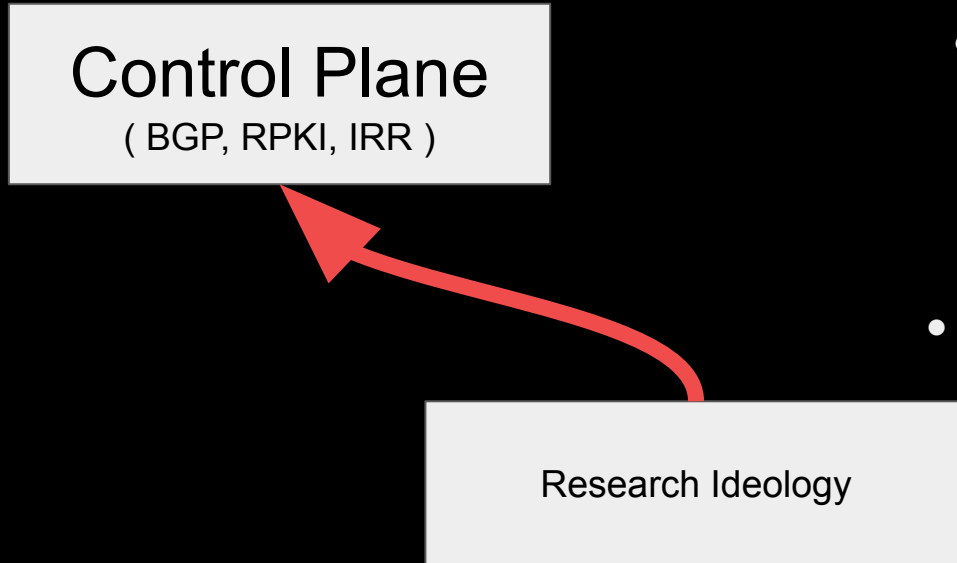 Control Plane
( BGP, RPKI, IRR )
Research Ideology